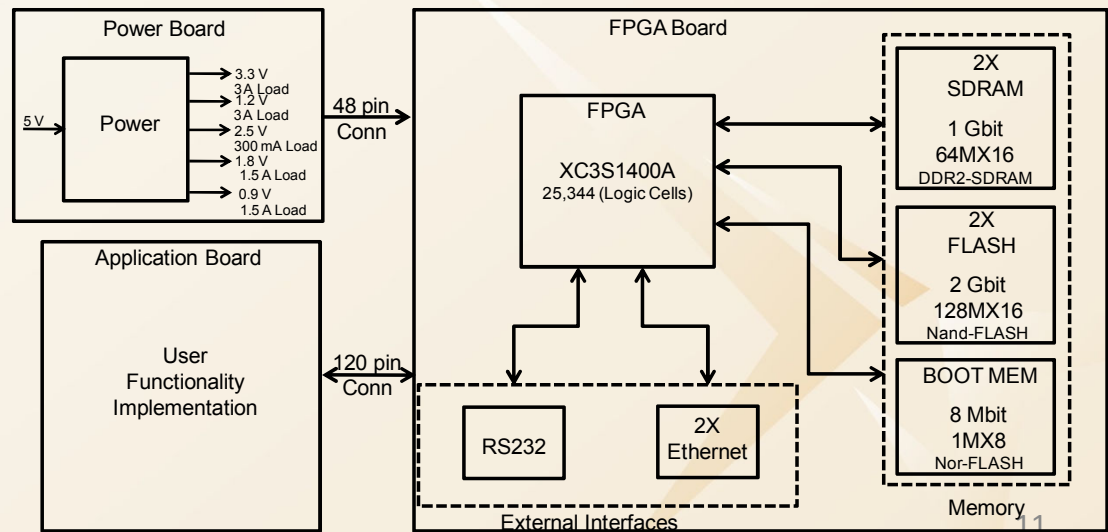 Power Board
5 V
Power
3.3 V
3A Load
1.2 V
3A Load
2.5 V
300 mA Load
1.8 V
1.5 A Load
0.9 V
1.5 A Load
48 pin
Conn
Application Board
User
Functionality
Implementation
120 pin
Conn
FPGA Board
FPGA
XC3S1400A
25,344 (Logic Cells)
2X
SDRAM
1 Gbit
64MX16
DDR2-SDRAM
2X
FLASH
2 Gbit
128MX16
Nand-FLASH
BOOT MEM
8 Mbit
1MX8
Nor-FLASH
Memory
RS232
2X
Ethernet
External Interfaces
11